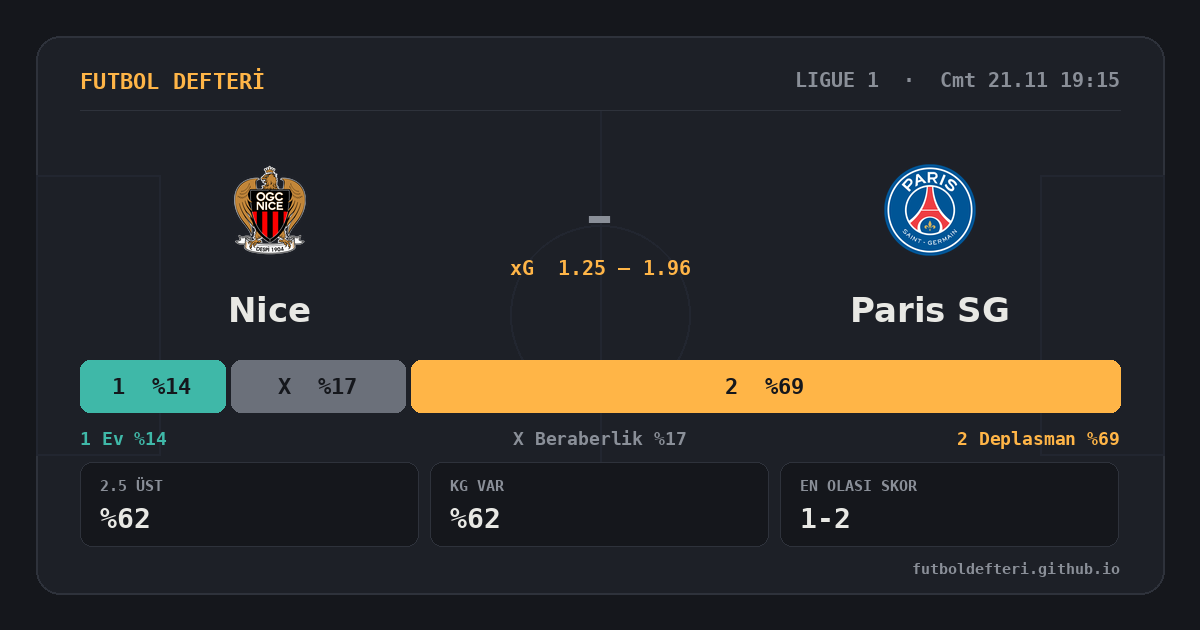 FUTBOL DEFTERİ
LIGUE 1 · Cmt 21.11 19:15
OGC
NICE
DEPUIS 1904
PARIS
SAINT-GERMAIN
–
xG 1.25 – 1.96
Nice
Paris SG
1 %14
X %17
2 %69
1 Ev %14
X Beraberlik %17
2 Deplasman %69
2.5 ÜST
KG VAR
EN OLASI SKOR
%62
%62
1-2
futboldefteri.github.io